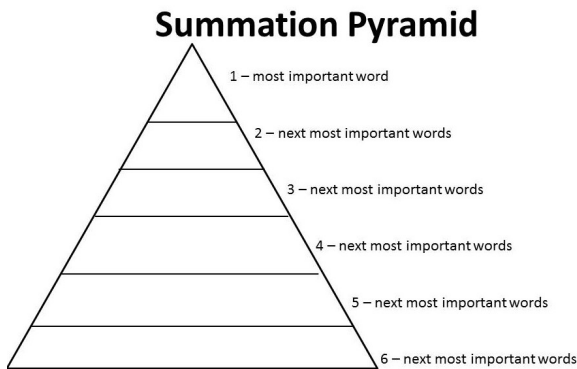 Summation Pyramid
1 – most important word
2 – next most important words
3 – next most important words
4 – next most important words
5 – next most important words
6 – next most important words